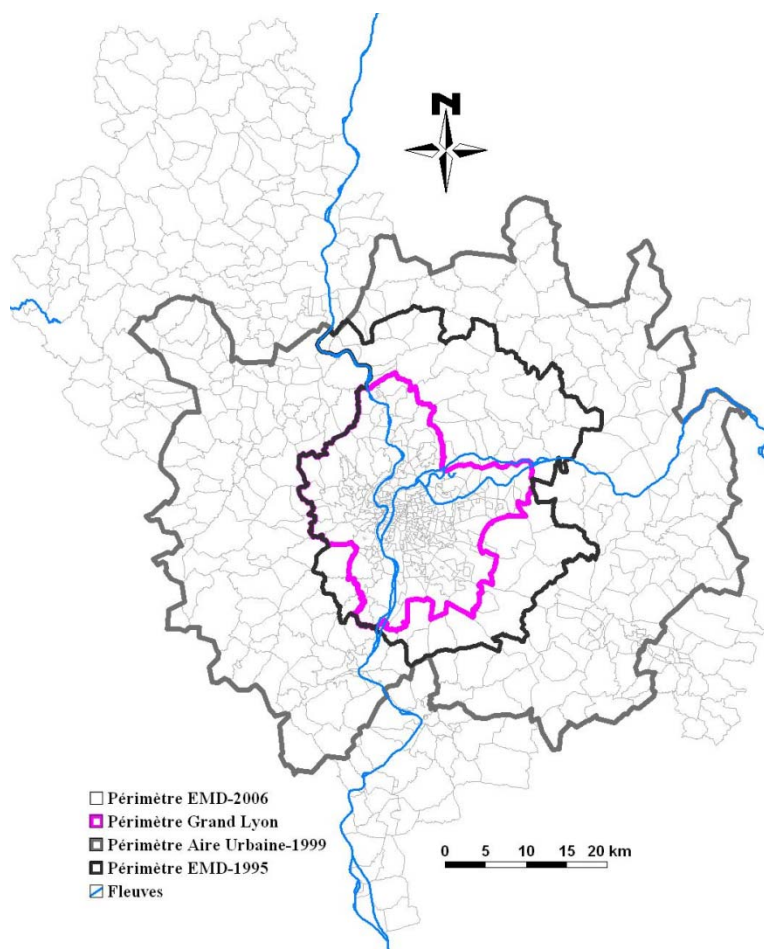 N
Périmètre EMD-2006
Périmètre Grand Lyon
Périmètre Aire Urbaine-1999
Périmètre EMD-1995
Fleuves
0 5 10 15 20 km